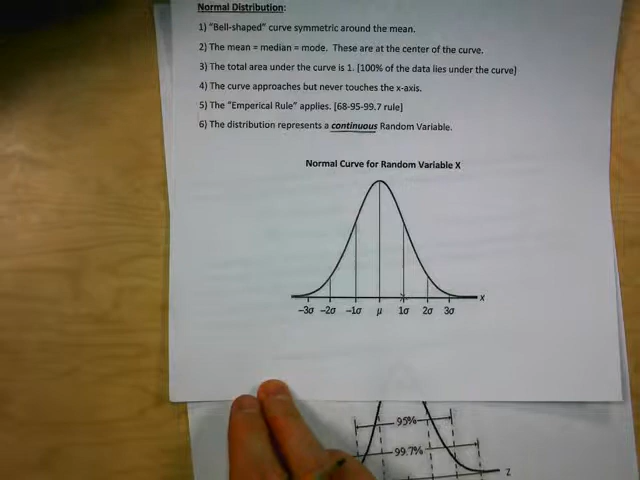 Normal Distribution:
1) "Bell-shaped" curve symmetric around the mean.
2) The mean = median = mode. These are at the center of the curve.
3) The total area under the curve is 1. [100% of the data lies under the curve]
4) The curve approaches but never touches the x-axis.
5) The "Emperical Rule" applies. [68-95-99.7 rule]
6) The distribution represents a continuous Random Variable.
Normal Curve for Random Variable X
X
-3σ -2σ -1σ μ 1σ 2σ 3σ
95%
99.7%
Z